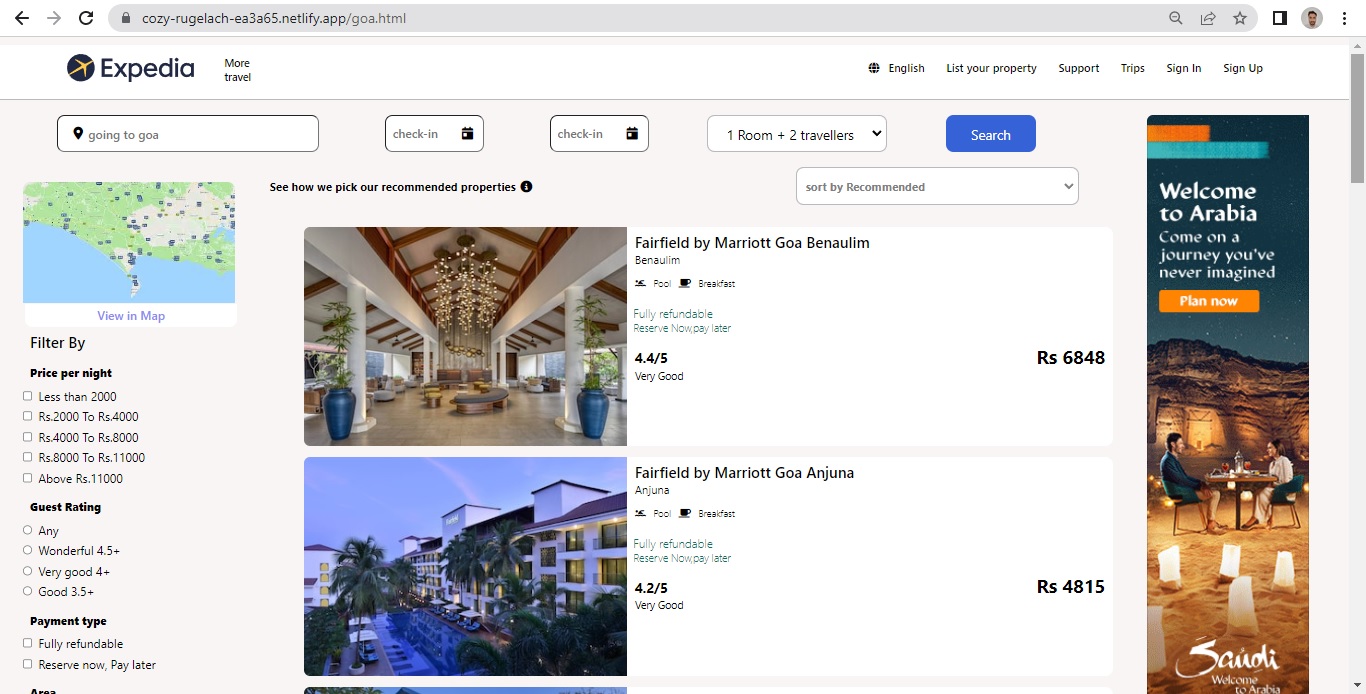 cozy-rugelach-ea3a65.netlify.app/goa.html
Expedia
More
travel
English
List your property
Support
Trips
Sign In
Sign Up
going to goa
check-in
check-in
1 Room + 2 travellers
Search
See how we pick our recommended properties
sort by Recommended
View in Map
Filter By
Price per night
Less than 2000
Rs.2000 To Rs.4000
Rs.4000 To Rs.8000
Rs.8000 To Rs.11000
Above Rs.11000
Guest Rating
Any
Wonderful 4.5+
Very good 4+
Good 3.5+
Payment type
Fully refundable
Reserve now, Pay later
Area
Fairfield by Marriott Goa Benaulim
Benaulim
Pool Breakfast
Fully refundable
Reserve Now,pay later
4.4/5
Very Good
Rs 6848
Fairfield by Marriott Goa Anjuna
Anjuna
Pool Breakfast
Fully refundable
Reserve Now,pay later
4.2/5
Very Good
Rs 4815
Welcome
to Arabia
Come on a
journey you've
never imagined
Plan now
Saudi
Welcome
to Arabia